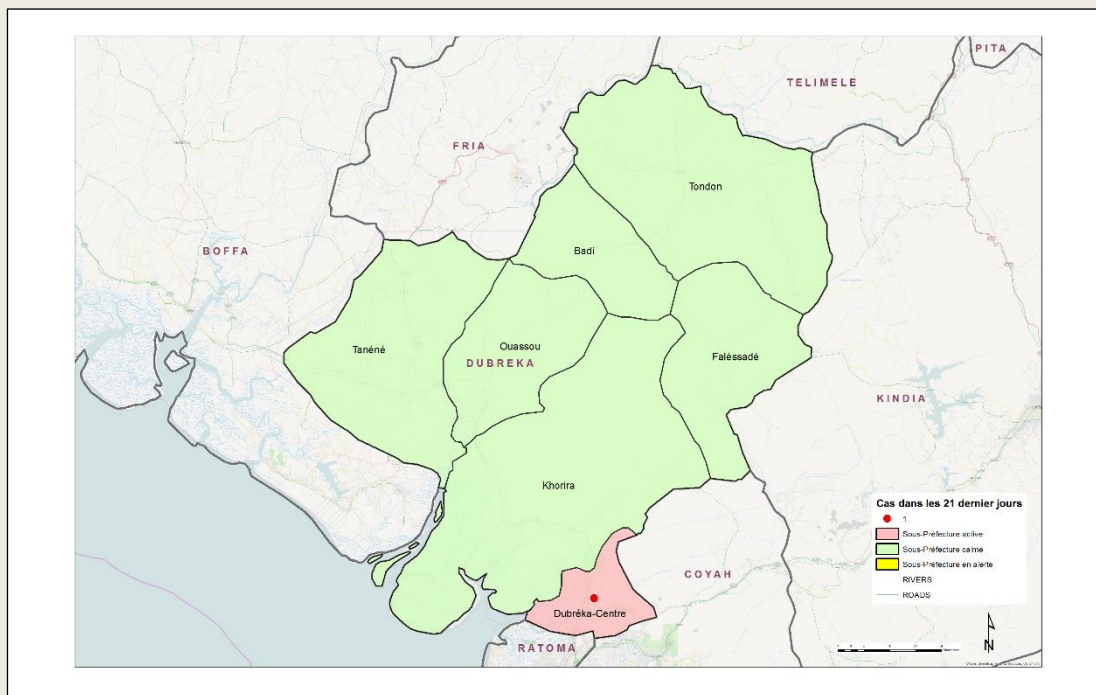 PITA
TELIMELE
FRIA
Tondon
BOFFA
Badi
Ouassou
Tanéné
DUBREKA
Faléssadé
KINDIA
Khorira
COYAH
Dubréka-Centre
RATOMA
Cas dans les 21 dernier jours
1
Sous-Préfecture active
Sous-Préfecture calme
Sous-Préfecture en alerte
RIVERS
ROADS
N